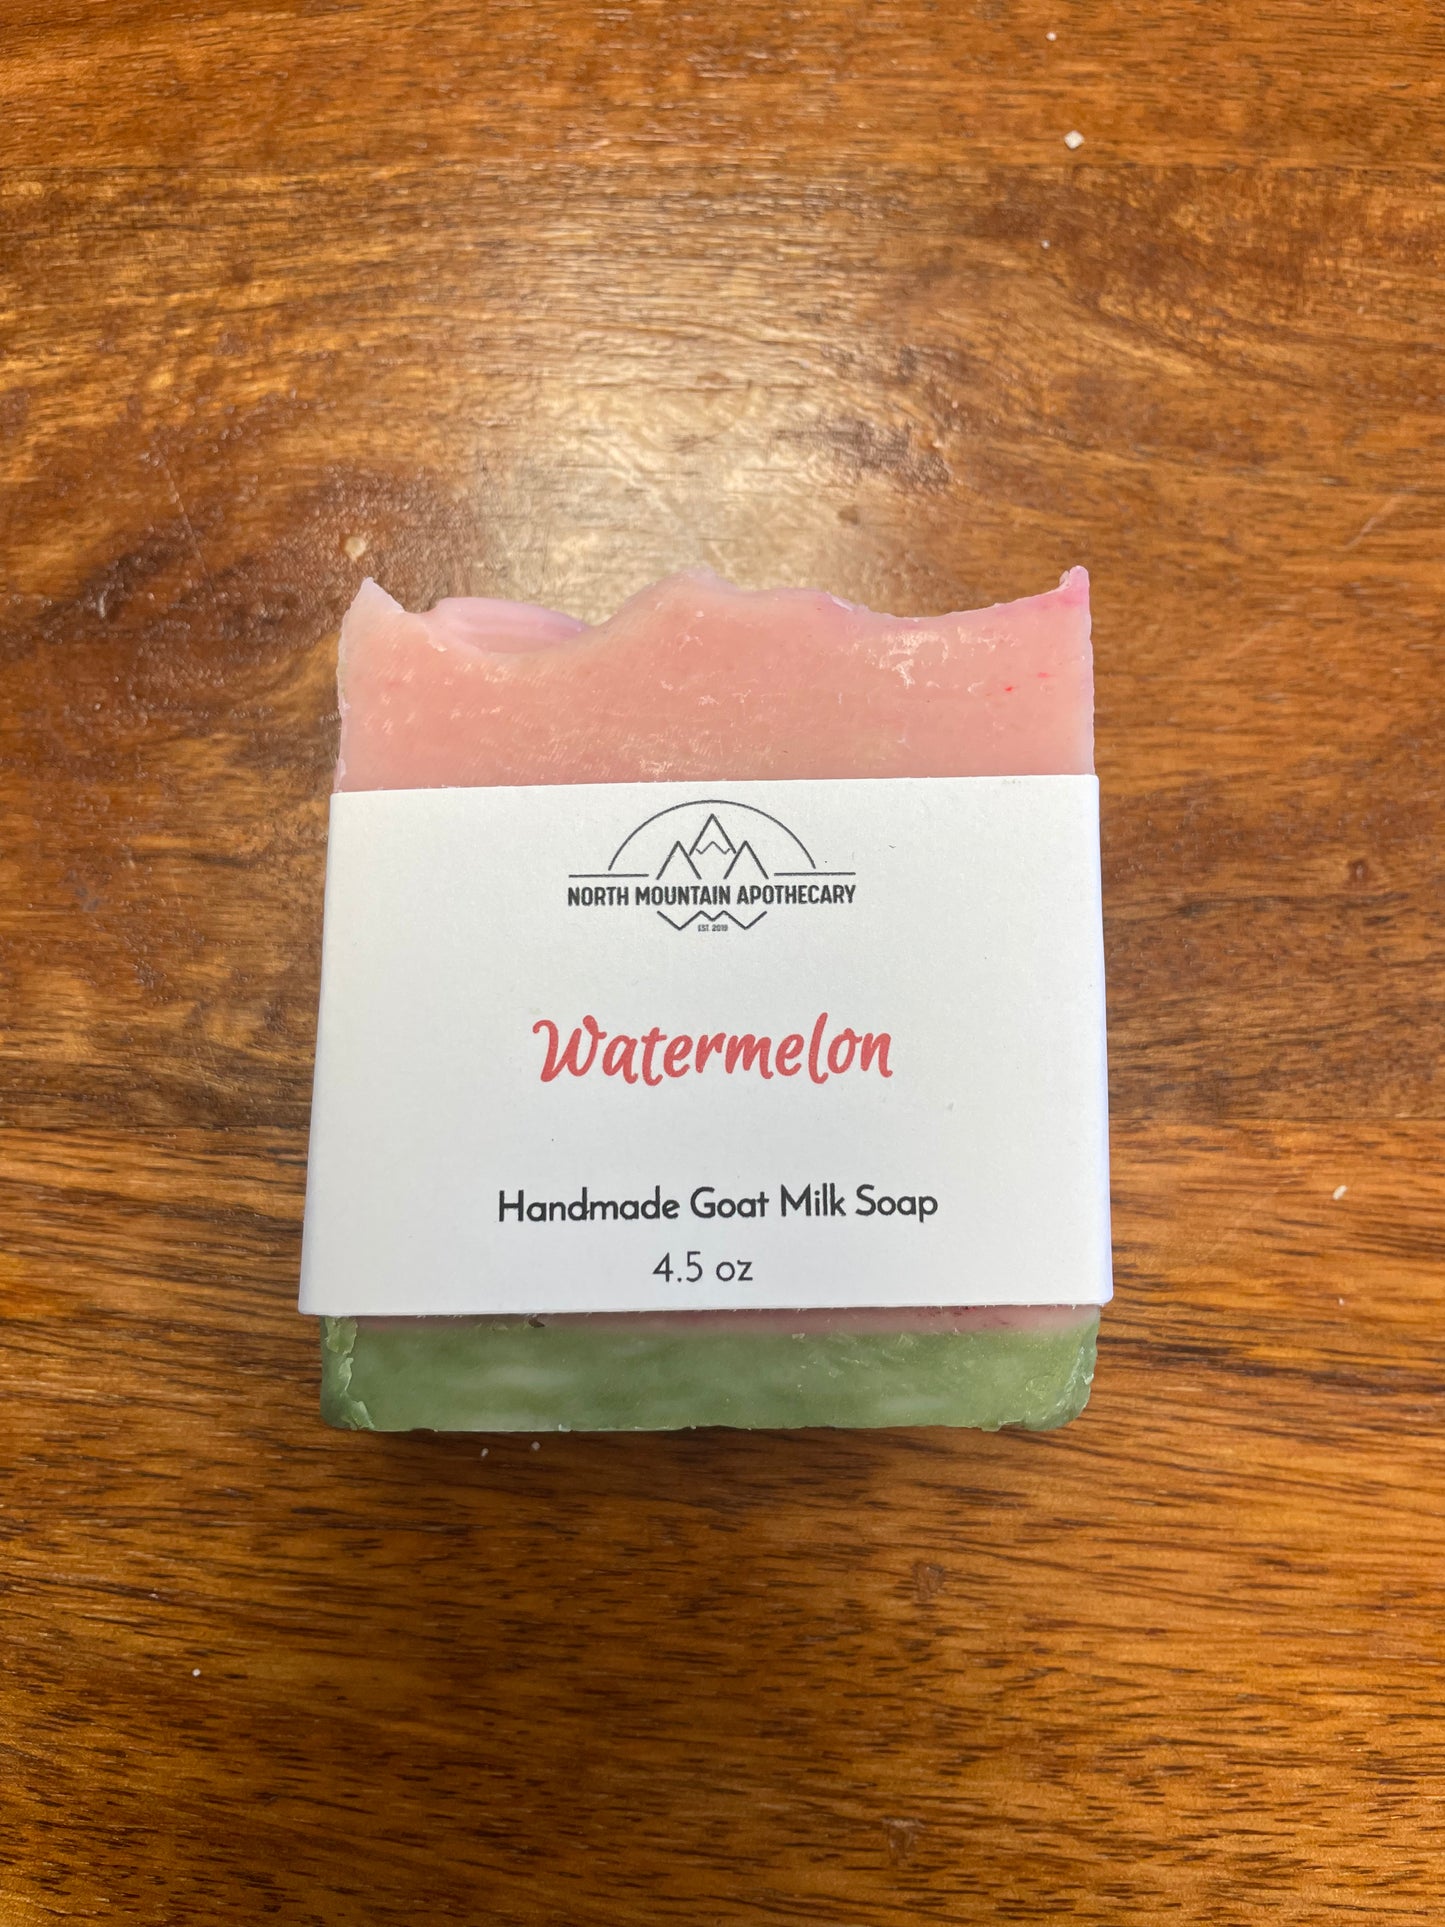 NORTH MOUNTAIN APOTHECARY
EST. 2019
Watermelon
Handmade Goat Milk Soap
4.5 oz